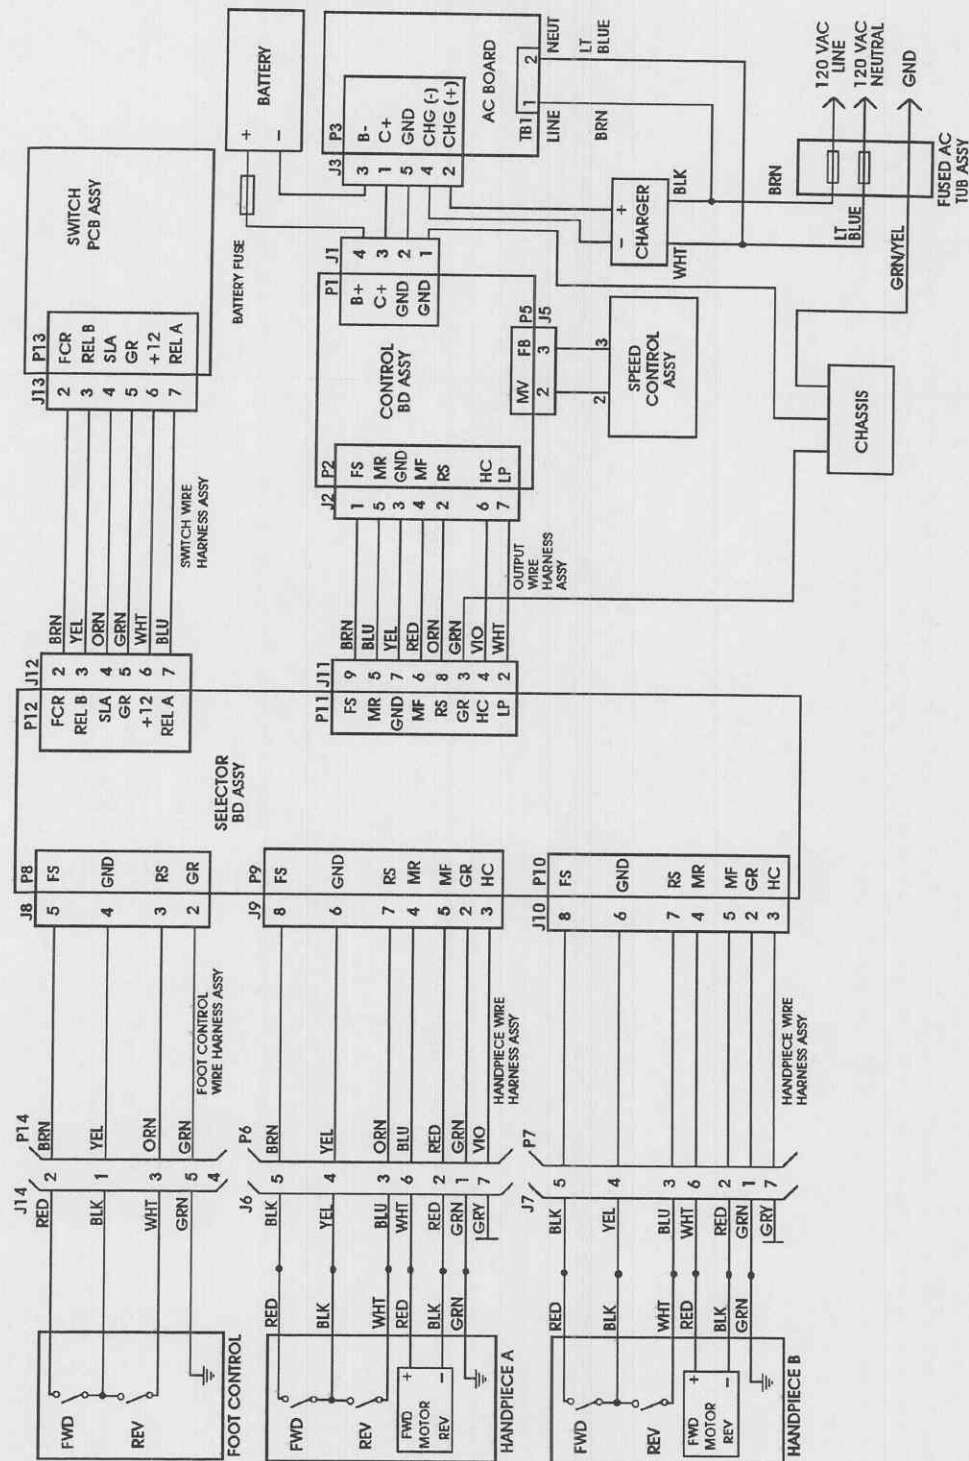 SWITCH
PCB ASSY
J13
P13
2 FCR
3 REL B
4 SLA
5 GR
6 +12
7 REL A
SWITCH WIRE
HARNESS ASSY
BRN
YEL
ORN
GRN
WHT
BLU
P12
J12
FCR 2
REL B 3
SLA 4
GR 5
+12 6
REL A 7
SELECTOR
BD ASSY
BATTERY
+
−
BATTERY FUSE
J3
P3
3 B-
1 C+
5 GND
4 CHG (-)
2 CHG (+)
AC BOARD
TB1
1
2
LINE
NEUT
BRN
LT
BLUE
P1
J1
B+ 4
C+ 3
GND 2
GND 1
CONTROL
BD ASSY
MV
FB
P5
2
3
J5
2
3
SPEED
CONTROL
ASSY
− +
CHARGER
WHT
BLK
BRN
LT
BLUE
GRN/YEL
120 VAC
LINE
120 VAC
NEUTRAL
GND
FUSED AC
TUB ASSY
CHASSIS
J2
P2
1 FS
5 MR
3 GND
4 MF
2 RS
6 HC
7 LP
OUTPUT
WIRE
HARNESS
ASSY
BRN
BLU
YEL
RED
ORN
GRN
VIO
WHT
P11
J11
FS 9
MR 5
GND 7
MF 6
RS 8
GR 3
HC 4
LP 2
J8
P8
5 FS
4 GND
3 RS
2 GR
J9
P9
8 FS
6 GND
7 RS
4 MR
5 MF
2 GR
3 HC
J10
P10
8 FS
6 GND
7 RS
4 MR
5 MF
2 GR
3 HC
FOOT CONTROL
WIRE HARNESS ASSY
HANDPIECE WIRE
HARNESS ASSY
HANDPIECE WIRE
HARNESS ASSY
J14
P14
RED 2 BRN
BLK 1 YEL
WHT 3 ORN
GRN 5 GRN
4
J6
P6
BLK 5 BRN
YEL 4 YEL
BLU 3 ORN
WHT 6 BLU
RED 2 RED
GRN 1 GRN
GRY 7 VIO
J7
P7
BLK 5
YEL 4
BLU 3
WHT 6
RED 2
GRN 1
GRY 7
FWD
REV
FOOT CONTROL
RED
BLK
WHT
RED
BLK
GRN
FWD
REV
FWD +
MOTOR
REV −
HANDPIECE A
RED
BLK
WHT
RED
BLK
GRN
FWD
REV
FWD +
MOTOR
REV −
HANDPIECE B